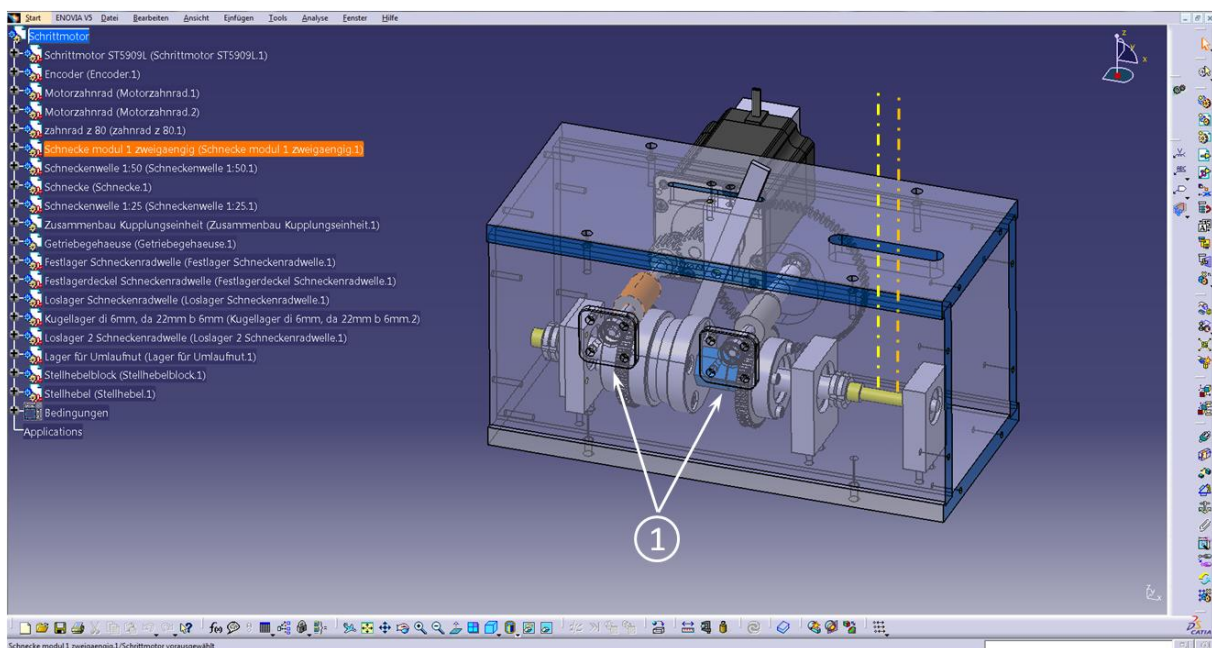 Start ENOVIA V5 Datei Bearbeiten Ansicht Einfügen Tools Analyse Fenster Hilfe
Schrittmotor
Schrittmotor ST5909L (Schrittmotor ST5909L.1)
Encoder (Encoder.1)
Motorzahnrad (Motorzahnrad.1)
Motorzahnrad (Motorzahnrad.2)
zahnrad z 80 (zahnrad z 80.1)
Schnecke modul 1 zweigaengig (Schnecke modul 1 zweigaengig.1)
Schneckenwelle 1:50 (Schneckenwelle 1:50.1)
Schnecke (Schnecke.1)
Schneckenwelle 1:25 (Schneckenwelle 1:25.1)
Zusammenbau Kupplungseinheit (Zusammenbau Kupplungseinheit.1)
Getriebegehaeuse (Getriebegehaeuse.1)
Festlager Schneckenradwelle (Festlager Schneckenradwelle.1)
Festlagerdeckel Schneckenradwelle (Festlagerdeckel Schneckenradwelle.1)
Loslager Schneckenradwelle (Loslager Schneckenradwelle.1)
Kugellager di 6mm, da 22mm b 6mm (Kugellager di 6mm, da 22mm b 6mm.2)
Loslager 2 Schneckenradwelle (Loslager 2 Schneckenradwelle.1)
Lager für Umlaufnut (Lager für Umlaufnut.1)
Stellhebelblock (Stellhebelblock.1)
Stellhebel (Stellhebel.1)
Bedingungen
Applications
z
y
x
1
CATIA
Schnecke modul 1 zweigaengig.1/Schrittmotor vorausgewählt